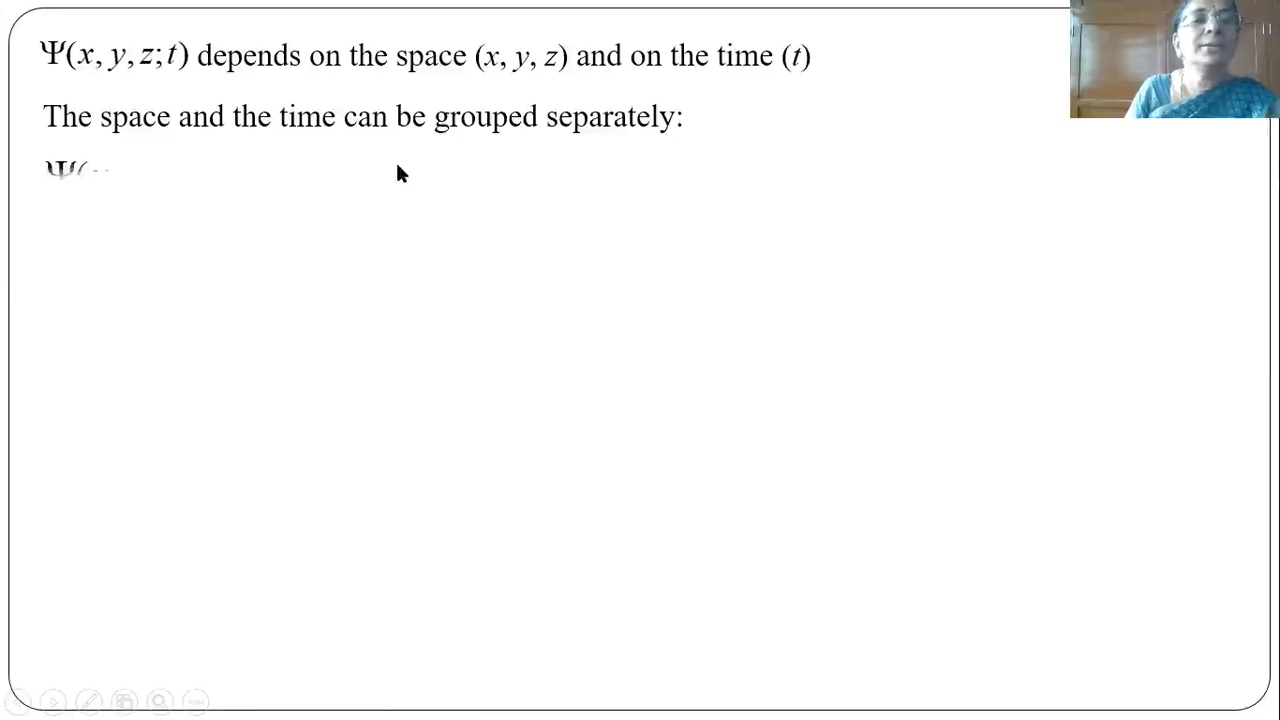 Ψ(x, y, z; t) depends on the space (x, y, z) and on the time (t)
The space and the time can be grouped separately:
Ψ(